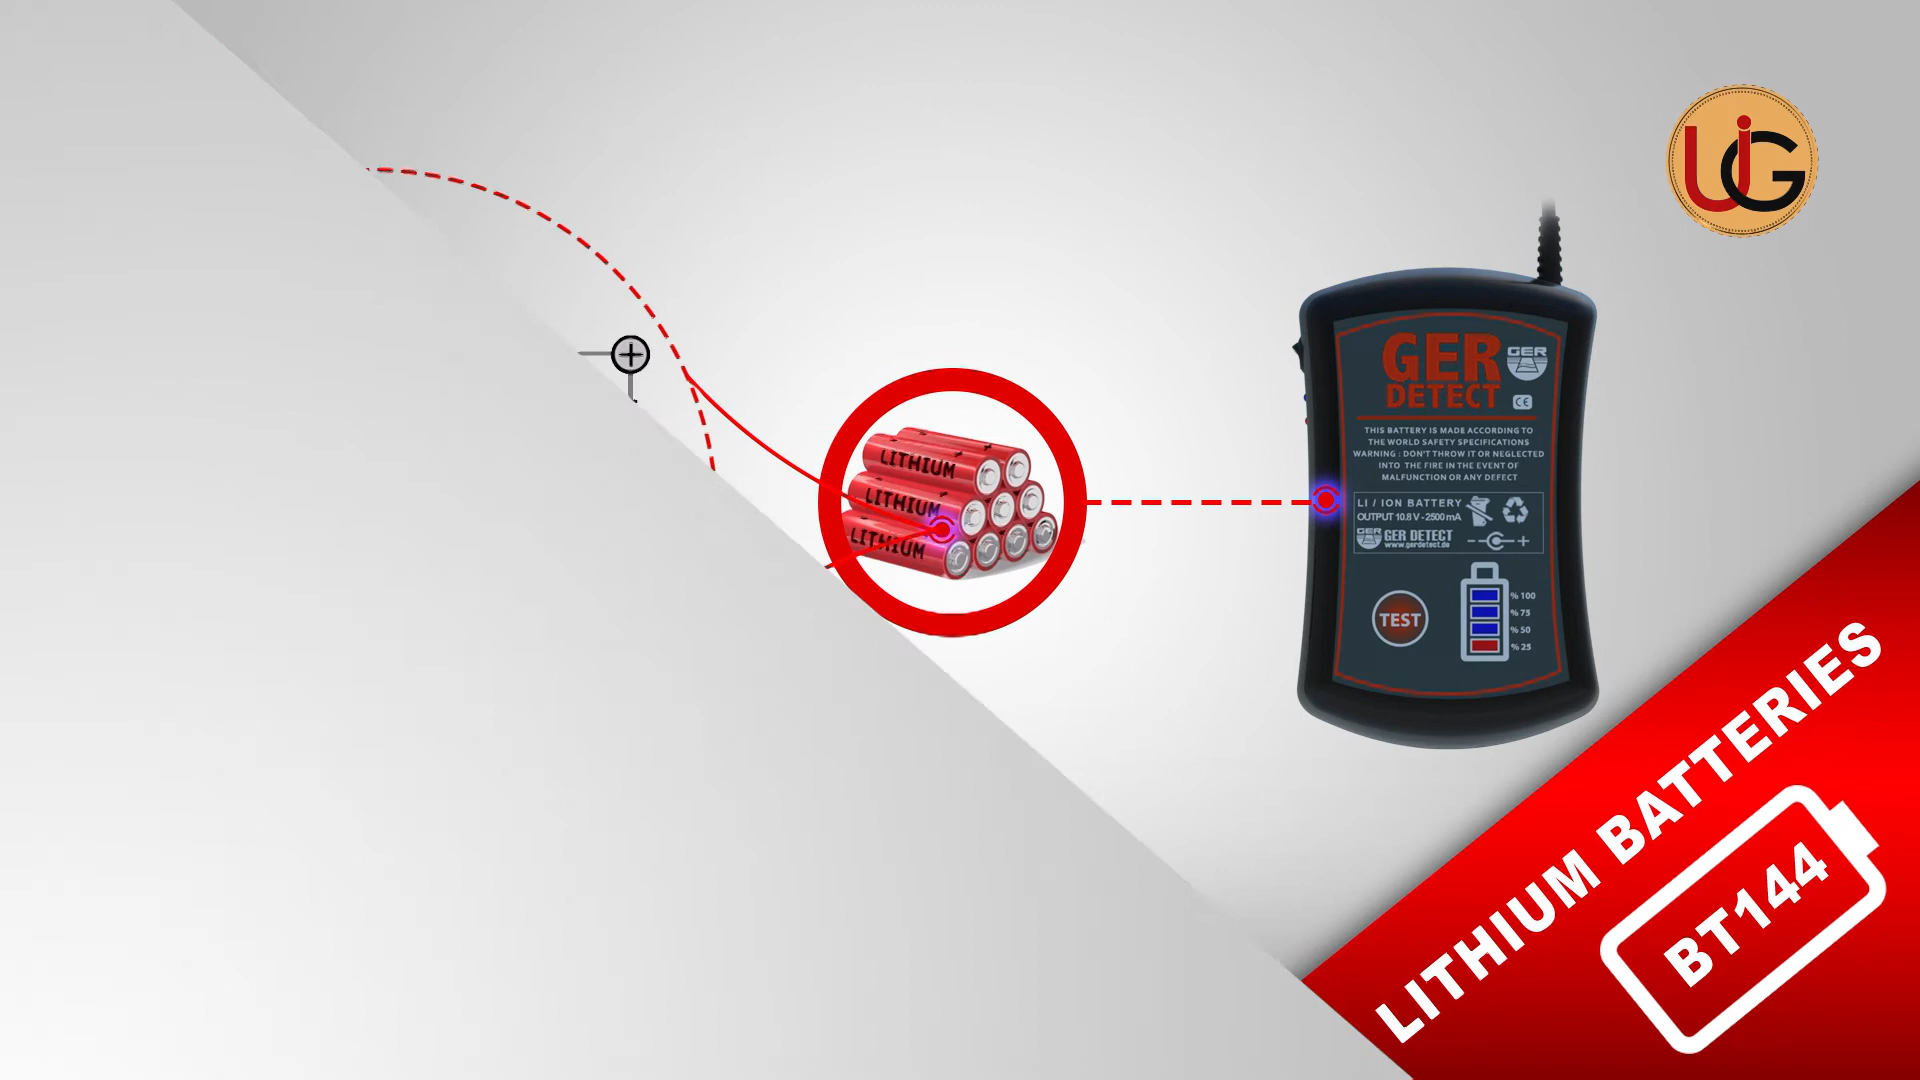 UiG
LITHIUM
LITHIUM
LITHIUM
GER
DETECT
GER
CE
THIS BATTERY IS MADE ACCORDING TO
THE WORLD SAFETY SPECIFICATIONS
WARNING : DON'T THROW IT OR NEGLECTED
INTO THE FIRE IN THE EVENT OF
MALFUNCTION OR ANY DEFECT
LI / ION BATTERY
OUTPUT 10.8 V - 2500 mA
GER GER DETECT
www.gerdetect.de
- +
TEST
% 100
% 75
% 50
% 25
LITHIUM BATTERIES
BT144